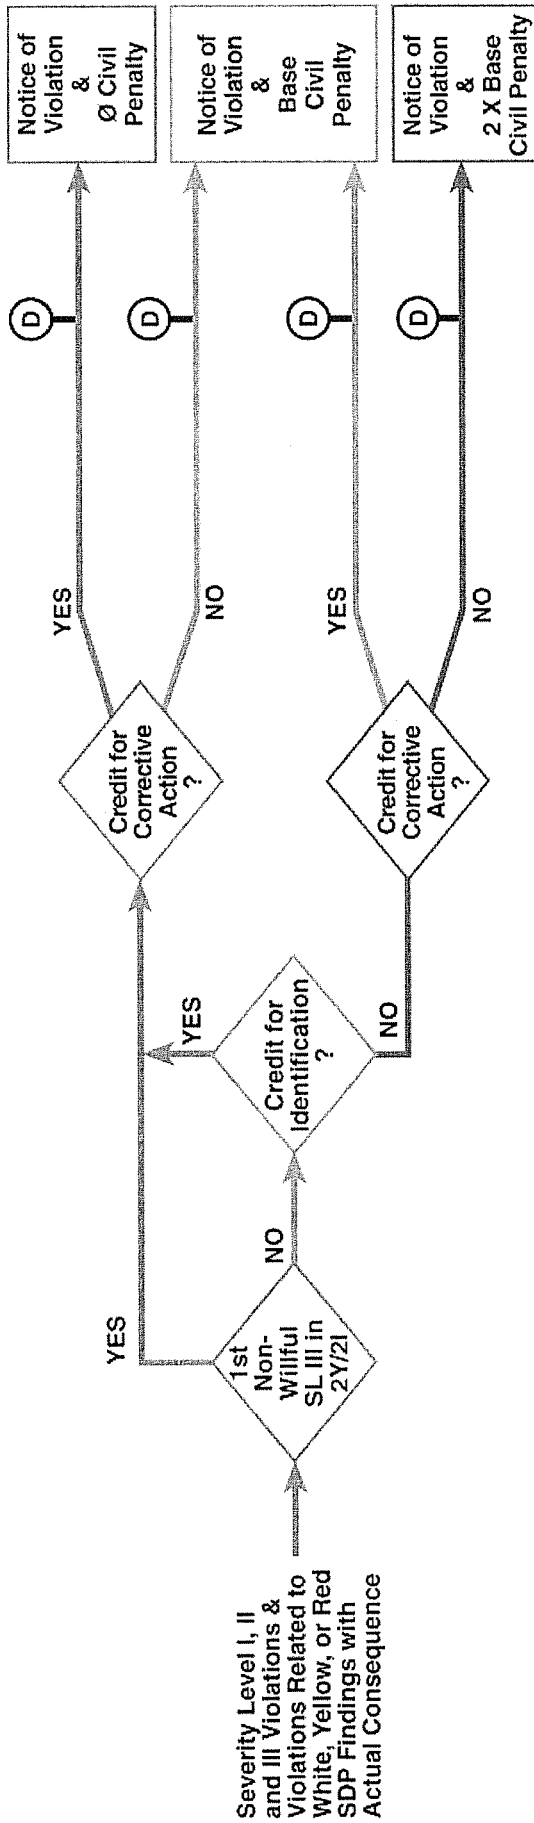 Severity Level I, II
and III Violations &
Violations Related to
White, Yellow, or Red
SDP Findings with
Actual Consequence
1st
Non-
Willful
SL III in
2Y/2I
YES
NO
Credit for
Identification
?
YES
NO
Credit for
Corrective
Action
?
YES
NO
Credit for
Corrective
Action
?
YES
NO
D
D
D
D
Notice of
Violation
&
Ø Civil
Penalty
Notice of
Violation
&
Base
Civil
Penalty
Notice of
Violation
&
2 X Base
Civil Penalty